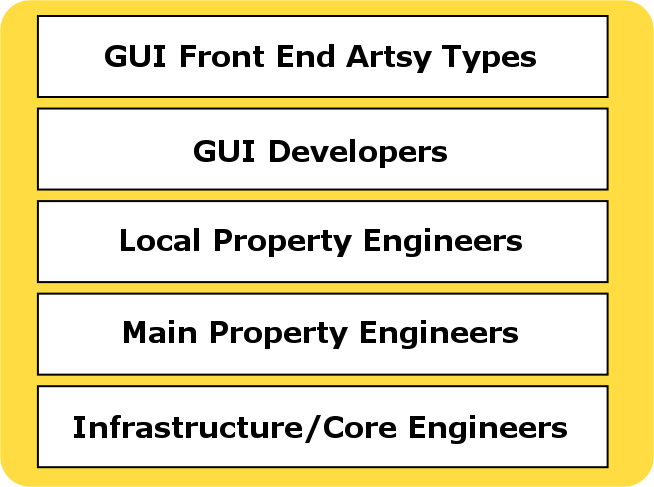 GUI Front End Artsy Types
GUI Developers
Local Property Engineers
Main Property Engineers
Infrastructure/Core Engineers